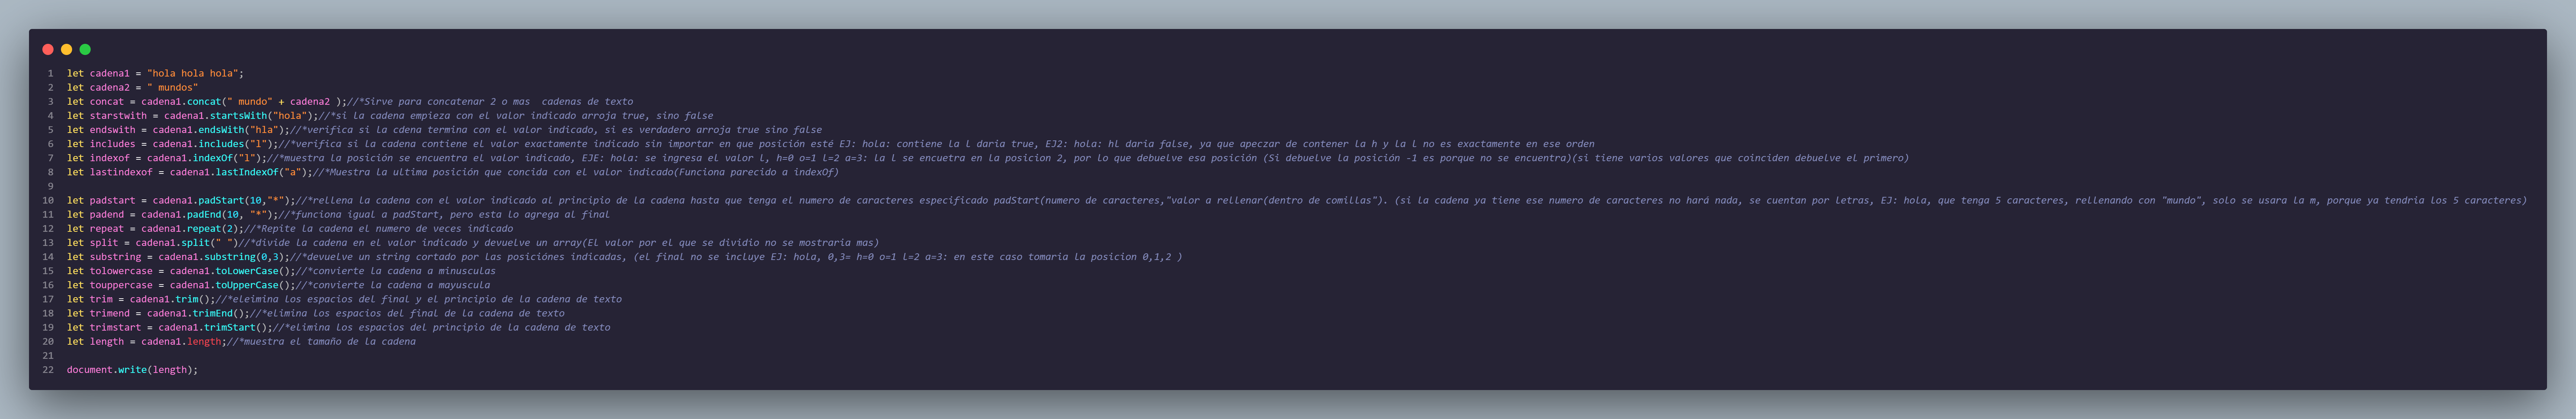 1 let cadena1 = "hola hola hola";
2 let cadena2 = " mundos"
3 let concat = cadena1.concat(" mundo" + cadena2 );//*Sirve para concatenar 2 o mas  cadenas de texto
4 let starstwith = cadena1.startsWith("hola");//*si la cadena empieza con el valor indicado arroja true, sino false
5 let endswith = cadena1.endsWith("hla");//*verifica si la cdena termina con el valor indicado, si es verdadero arroja true sino false
6 let includes = cadena1.includes("l");//*verifica si la cadena contiene el valor exactamente indicado sin importar en que posición esté EJ: hola: contiene la l daria true, EJ2: hola: hl daria false, ya que apeczar de contener la h y la l no es exactamente en ese orden
7 let indexof = cadena1.indexOf("l");//*muestra la posición se encuentra el valor indicado, EJE: hola: se ingresa el valor L, h=0 o=1 L=2 a=3: la l se encuetra en la posicion 2, por lo que debuelve esa posición (Si debuelve la posición -1 es porque no se encuentra)(si tiene varios valores que coinciden debuelve el primero)
8 let lastindexof = cadena1.lastIndexOf("a");//*Muestra la ultima posición que concida con el valor indicado(Funciona parecido a indexOf)
9
10 let padstart = cadena1.padStart(10,"*");//*rellena la cadena con el valor indicado al principio de la cadena hasta que tenga el numero de caracteres especificado padStart(numero de caracteres,"valor a rellenar(dentro de comillas"). (si la cadena ya tiene ese numero de caracteres no hará nada, se cuentan por letras, EJ: hola, que tenga 5 caracteres, rellenando con "mundo", solo se usara la m, porque ya tendria los 5 caracteres)
11 let padend = cadena1.padEnd(10, "*");//*funciona igual a padStart, pero esta lo agrega al final
12 let repeat = cadena1.repeat(2);//*Repite la cadena el numero de veces indicado
13 let split = cadena1.split(" ")//*divide la cadena en el valor indicado y devuelve un array(El valor por el que se dividio no se mostraria mas)
14 let substring = cadena1.substring(0,3);//*devuelve un string cortado por las posiciónes indicadas, (el final no se incluye EJ: hola, 0,3= h=0 o=1 l=2 a=3: en este caso tomaria la posicion 0,1,2 )
15 let tolowercase = cadena1.toLowerCase();//*convierte la cadena a minusculas
16 let touppercase = cadena1.toUpperCase();//*convierte la cadena a mayuscula
17 let trim = cadena1.trim();//*eleimina los espacios del final y el principio de la cadena de texto
18 let trimend = cadena1.trimEnd();//*elimina los espacios del final de la cadena de texto
19 let trimstart = cadena1.trimStart();//*elimina los espacios del principio de la cadena de texto
20 let length = cadena1.length;//*muestra el tamaño de la cadena
21
22 document.write(length);